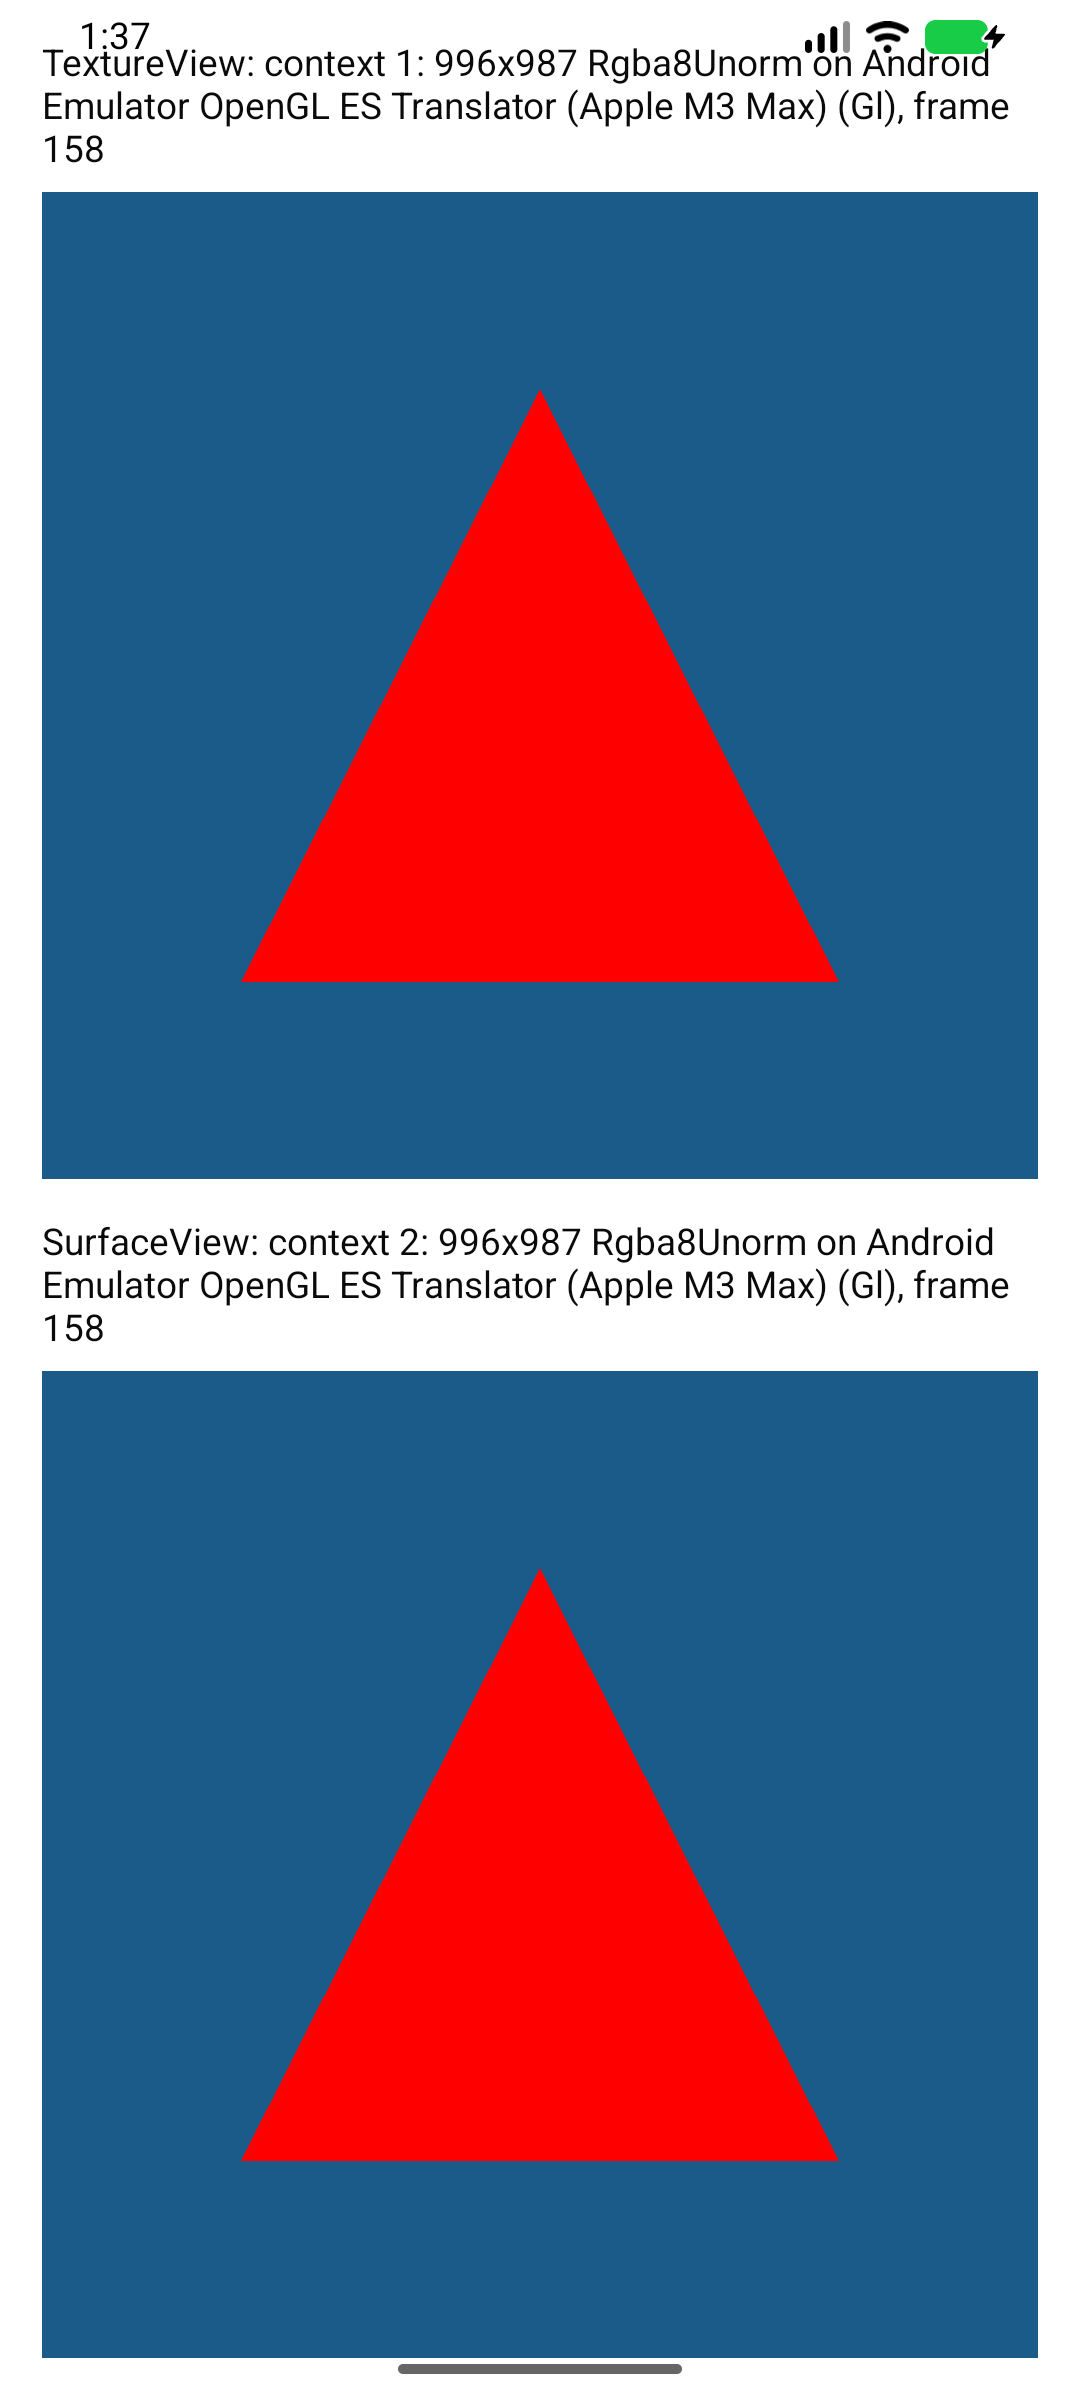 1:37
TextureView: context 1: 996x987 Rgba8Unorm on Android
Emulator OpenGL ES Translator (Apple M3 Max) (Gl), frame
158
SurfaceView: context 2: 996x987 Rgba8Unorm on Android
Emulator OpenGL ES Translator (Apple M3 Max) (Gl), frame
158